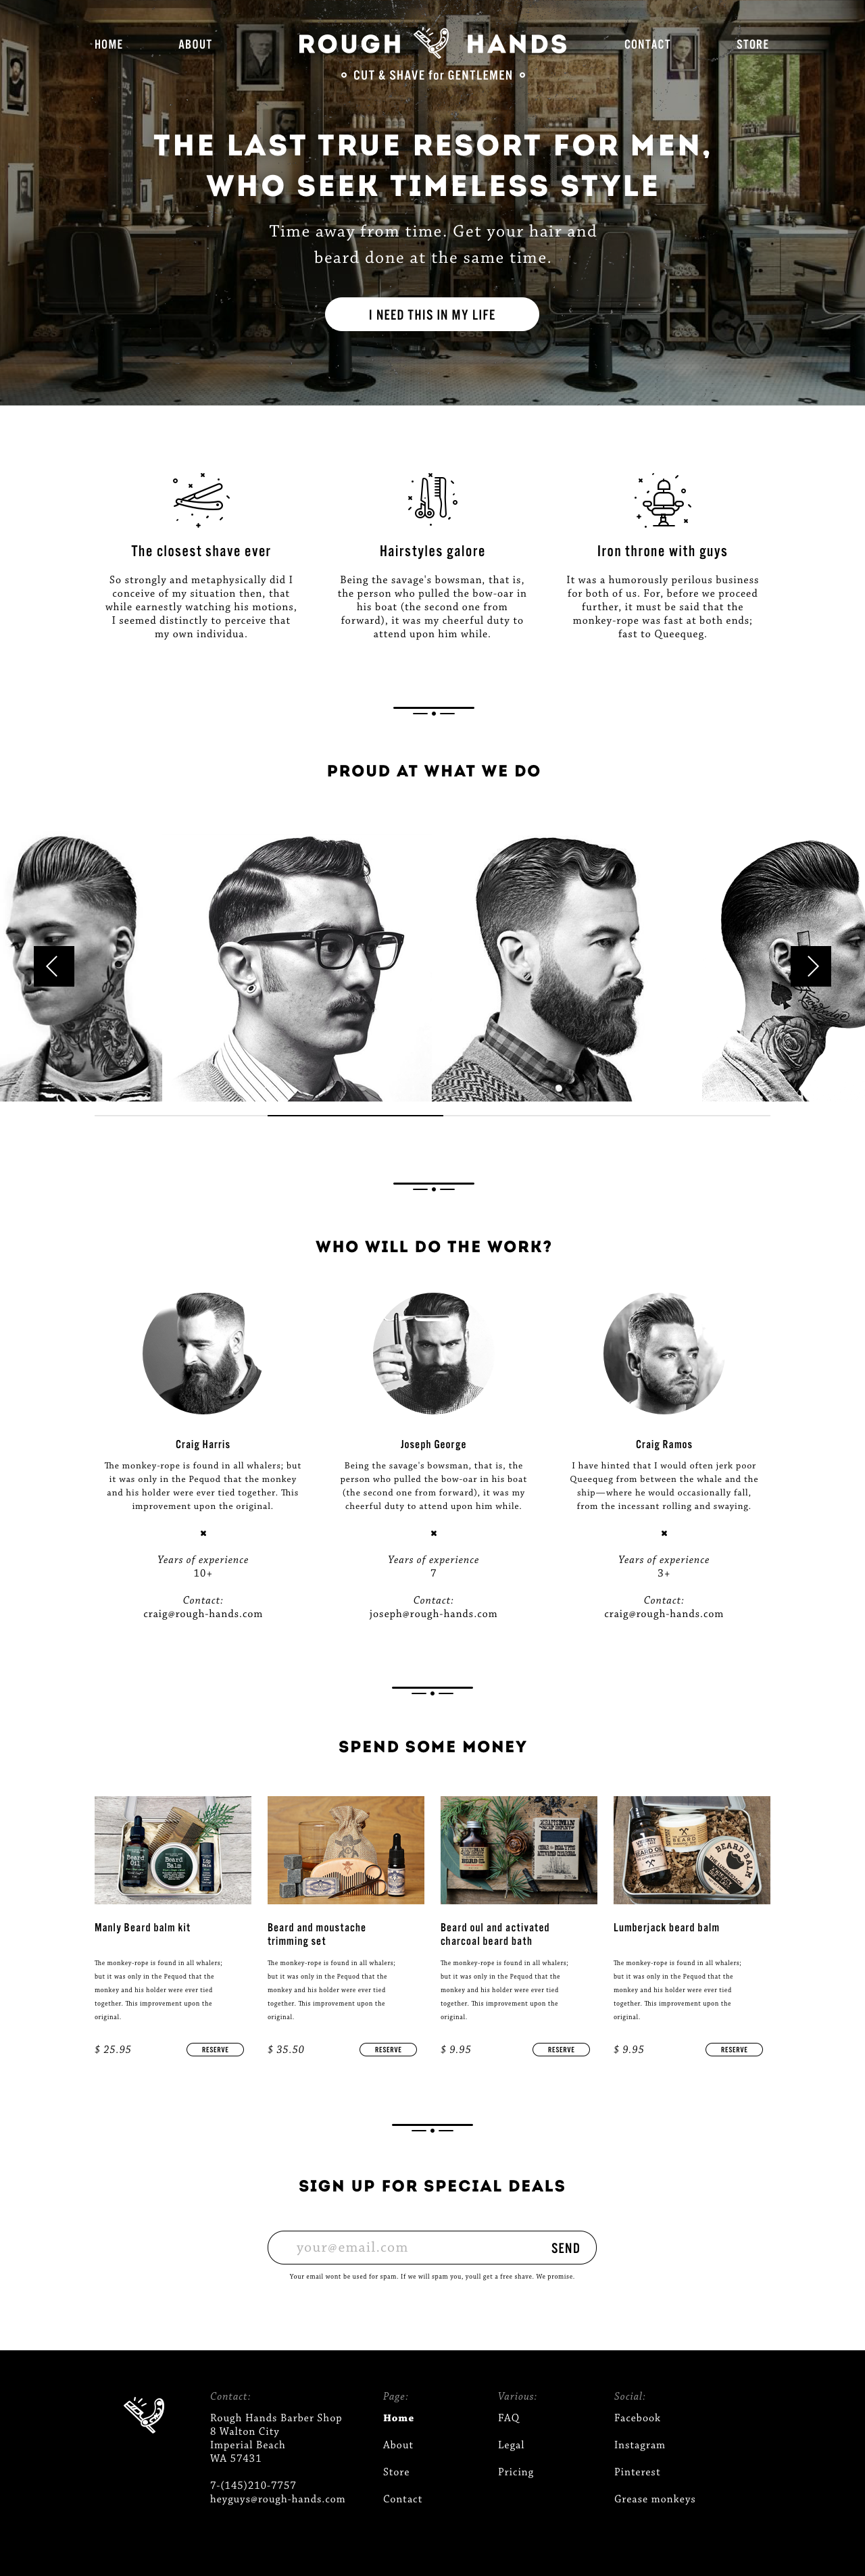 HOME
ABOUT
ROUGH HANDS
CONTACT
STORE
CUT & SHAVE for GENTLEMEN
THE LAST TRUE RESORT FOR MEN,
WHO SEEK TIMELESS STYLE
Time away from time. Get your hair and
beard done at the same time.
I NEED THIS IN MY LIFE
The closest shave ever
So strongly and metaphysically did I
conceive of my situation then, that
while earnestly watching his motions,
I seemed distinctly to perceive that
my own individua.
Hairstyles galore
Being the savage's bowsman, that is,
the person who pulled the bow-oar in
his boat (the second one from
forward), it was my cheerful duty to
attend upon him while.
Iron throne with guys
It was a humorously perilous business
for both of us. For, before we proceed
further, it must be said that the
monkey-rope was fast at both ends;
fast to Queequeg.
PROUD AT WHAT WE DO
WHO WILL DO THE WORK?
Craig Harris
The monkey-rope is found in all whalers; but
it was only in the Pequod that the monkey
and his holder were ever tied together. This
improvement upon the original.
Years of experience
10+
Contact:
craig@rough-hands.com
Joseph George
Being the savage's bowsman, that is, the
person who pulled the bow-oar in his boat
(the second one from forward), it was my
cheerful duty to attend upon him while.
Years of experience
7
Contact:
joseph@rough-hands.com
Craig Ramos
I have hinted that I would often jerk poor
Queequeg from between the whale and the
ship—where he would occasionally fall,
from the incessant rolling and swaying.
Years of experience
3+
Contact:
craig@rough-hands.com
SPEND SOME MONEY
Beard
Oil
Beard
Balm
BEARD BALM
Manly Beard balm kit
The monkey-rope is found in all whalers;
but it was only in the Pequod that the
monkey and his holder were ever tied
together. This improvement upon the
original.
$ 25.95
RESERVE
Beard and moustache
trimming set
The monkey-rope is found in all whalers;
but it was only in the Pequod that the
monkey and his holder were ever tied
together. This improvement upon the
original.
$ 35.50
RESERVE
Beard oul and activated
charcoal beard bath
The monkey-rope is found in all whalers;
but it was only in the Pequod that the
monkey and his holder were ever tied
together. This improvement upon the
original.
$ 9.95
RESERVE
Lumberjack beard balm
The monkey-rope is found in all whalers;
but it was only in the Pequod that the
monkey and his holder were ever tied
together. This improvement upon the
original.
$ 9.95
RESERVE
SIGN UP FOR SPECIAL DEALS
your@email.com
SEND
Your email wont be used for spam. If we will spam you, youll get a free shave. We promise.
Contact:
Rough Hands Barber Shop
8 Walton City
Imperial Beach
WA 57431
7-(145)210-7757
heyguys@rough-hands.com
Page:
Home
About
Store
Contact
Various:
FAQ
Legal
Pricing
Social:
Facebook
Instagram
Pinterest
Grease monkeys